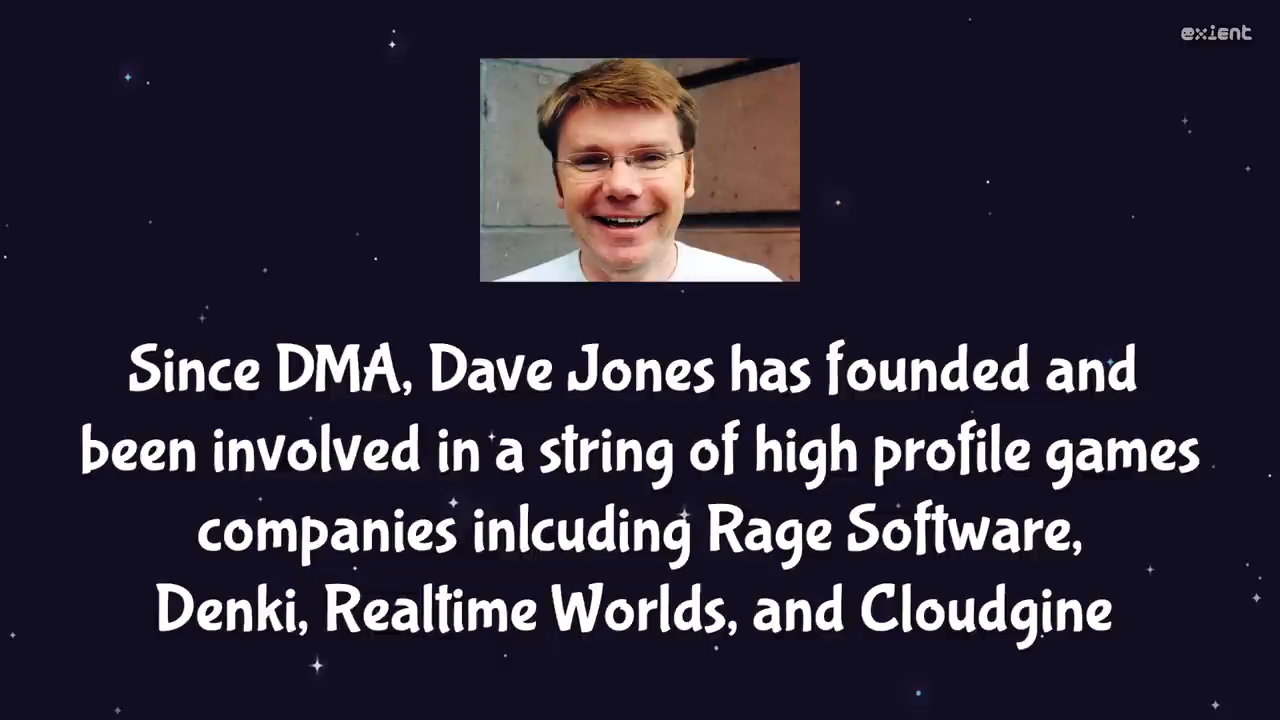 exient
Since DMA, Dave Jones has founded and
been involved in a string of high profile games
companies inlcuding Rage Software,
Denki, Realtime Worlds, and Cloudgine